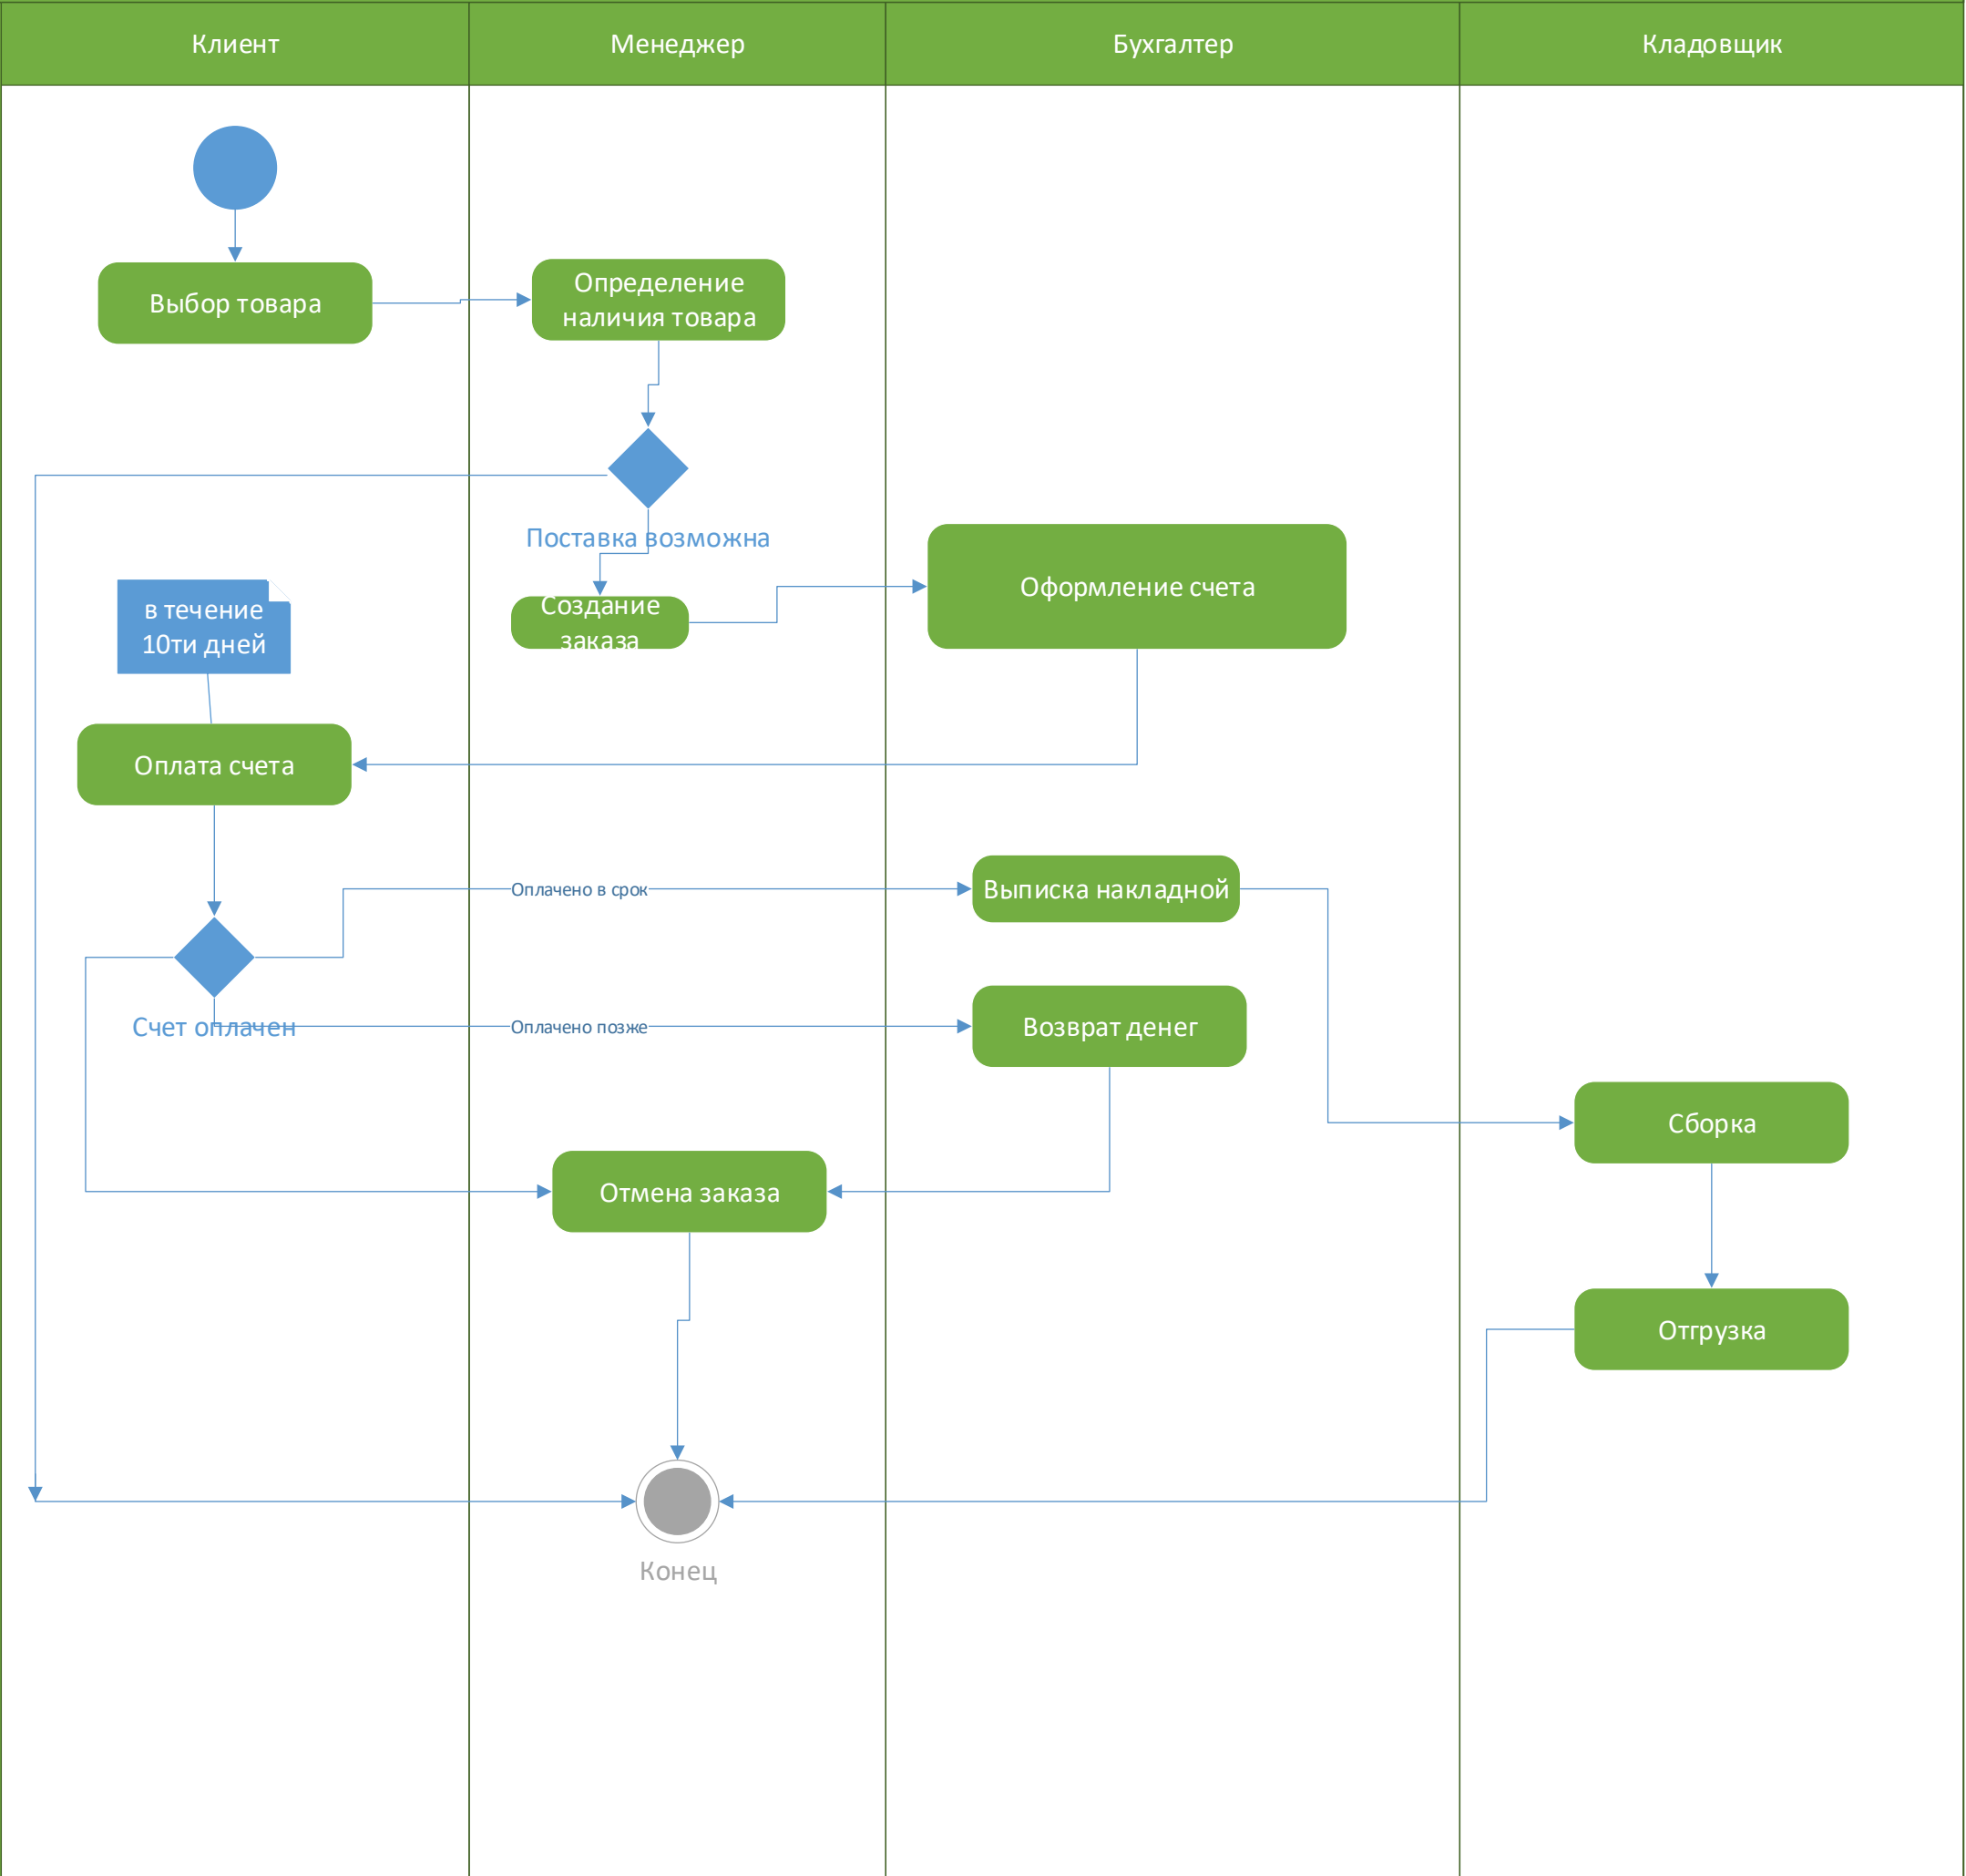 Клиент
Менеджер
Бухгалтер
Кладовщик
Выбор товара
Определение
наличия товара
Поставка возможна
в течение
10ти дней
Создание
заказа
Оформление счета
Оплата счета
Оплачено в срок
Выписка накладной
Счет оплачен
Оплачено позже
Возврат денег
Сборка
Отмена заказа
Отгрузка
Конец